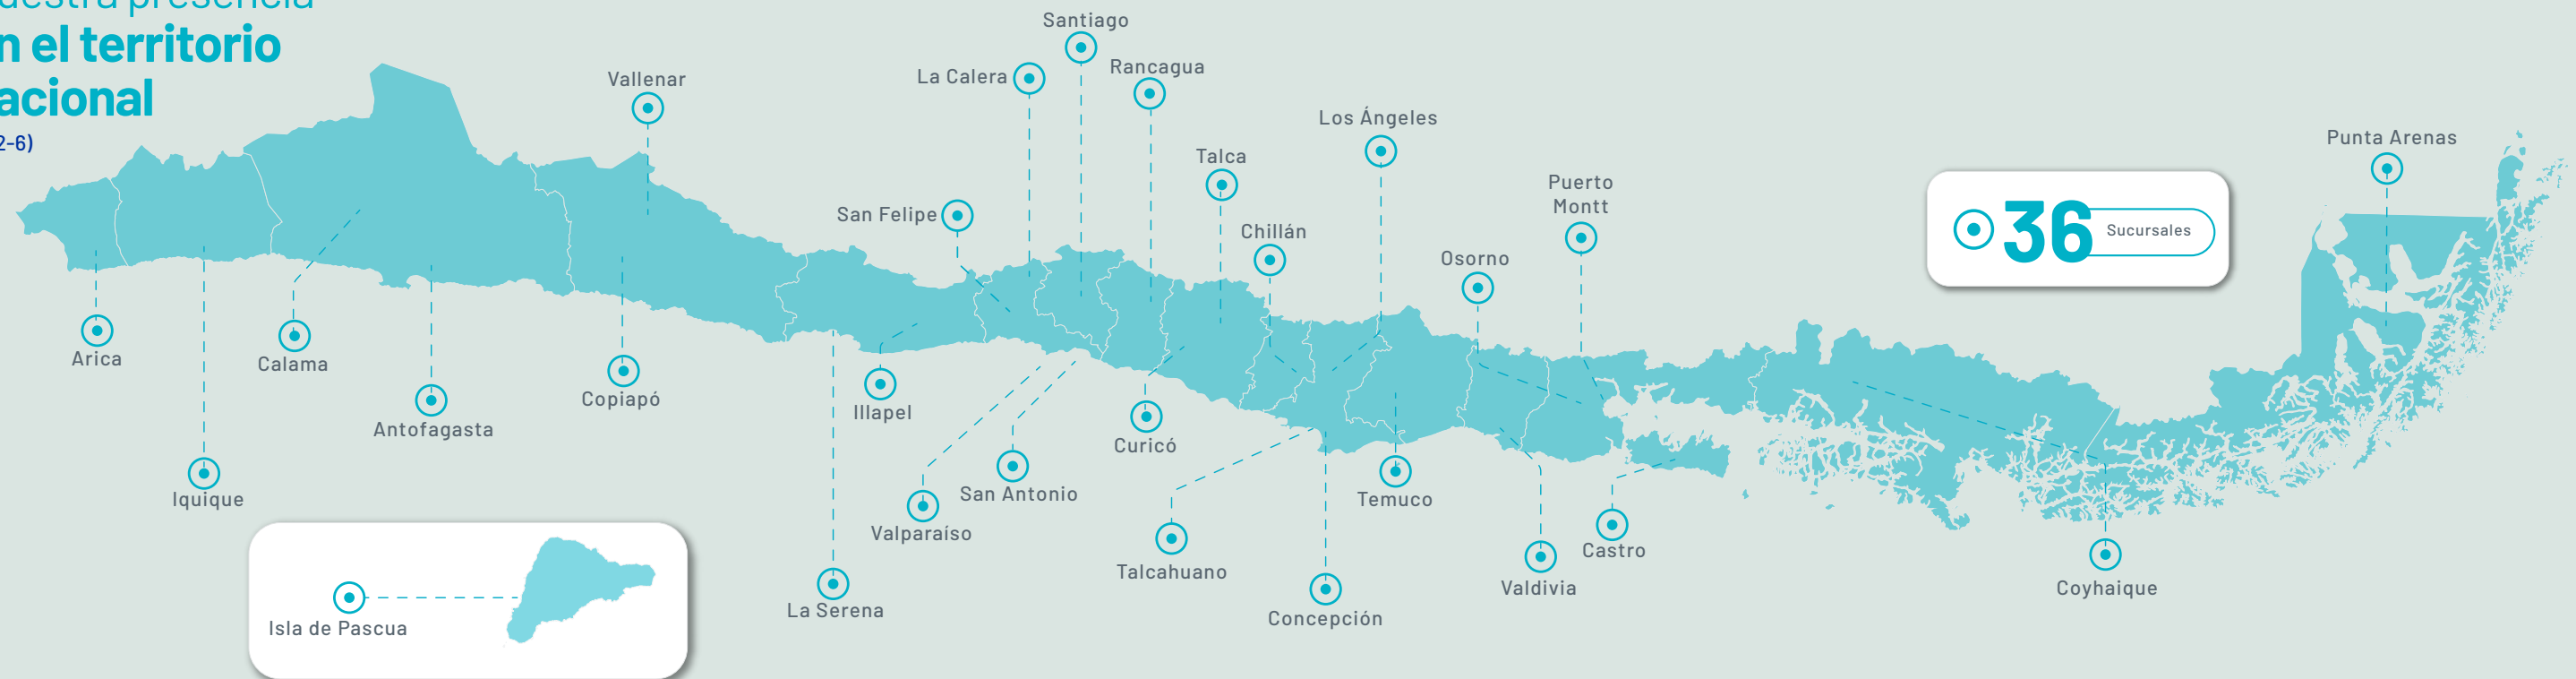 n el territorio
acional
2-6)
Santiago
La Calera
Rancagua
Vallenar
Los Ángeles
Punta Arenas
Talca
Puerto
Montt
San Felipe
Chillán
36
Sucursales
Osorno
Arica
Calama
Copiapó
Illapel
Antofagasta
Curicó
Iquique
San Antonio
Temuco
Valparaíso
Castro
Talcahuano
Valdivia
Coyhaique
La Serena
Concepción
Isla de Pascua